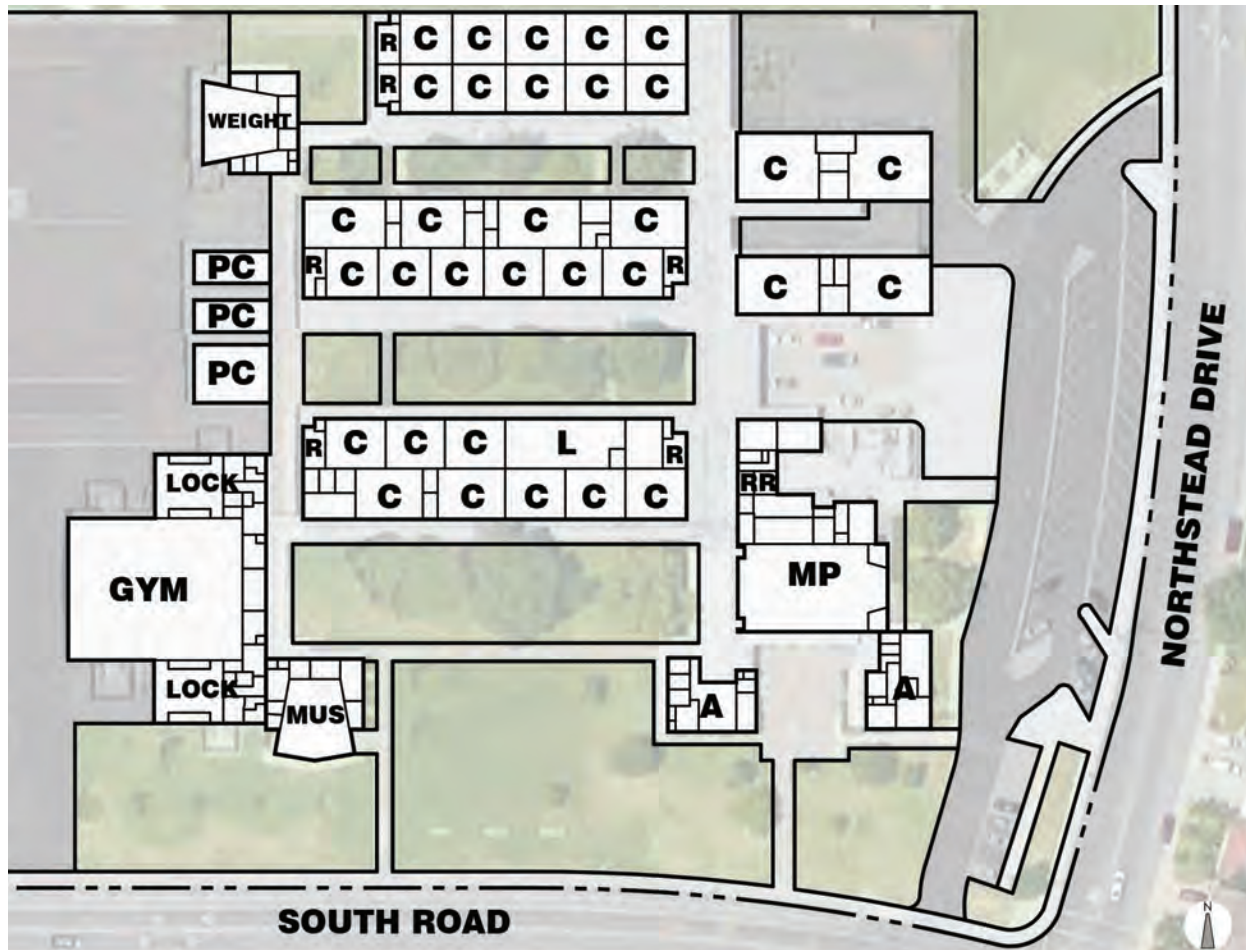 R C C C C C
R C C C C C
WEIGHT
C C
C C C C
R C C C C C C R
PC
C C
PC
PC
R C C C L R
C C C C C
LOCK
RR
GYM
MP
LOCK
MUS
A
A
NORTHSTEAD DRIVE
SOUTH ROAD
N